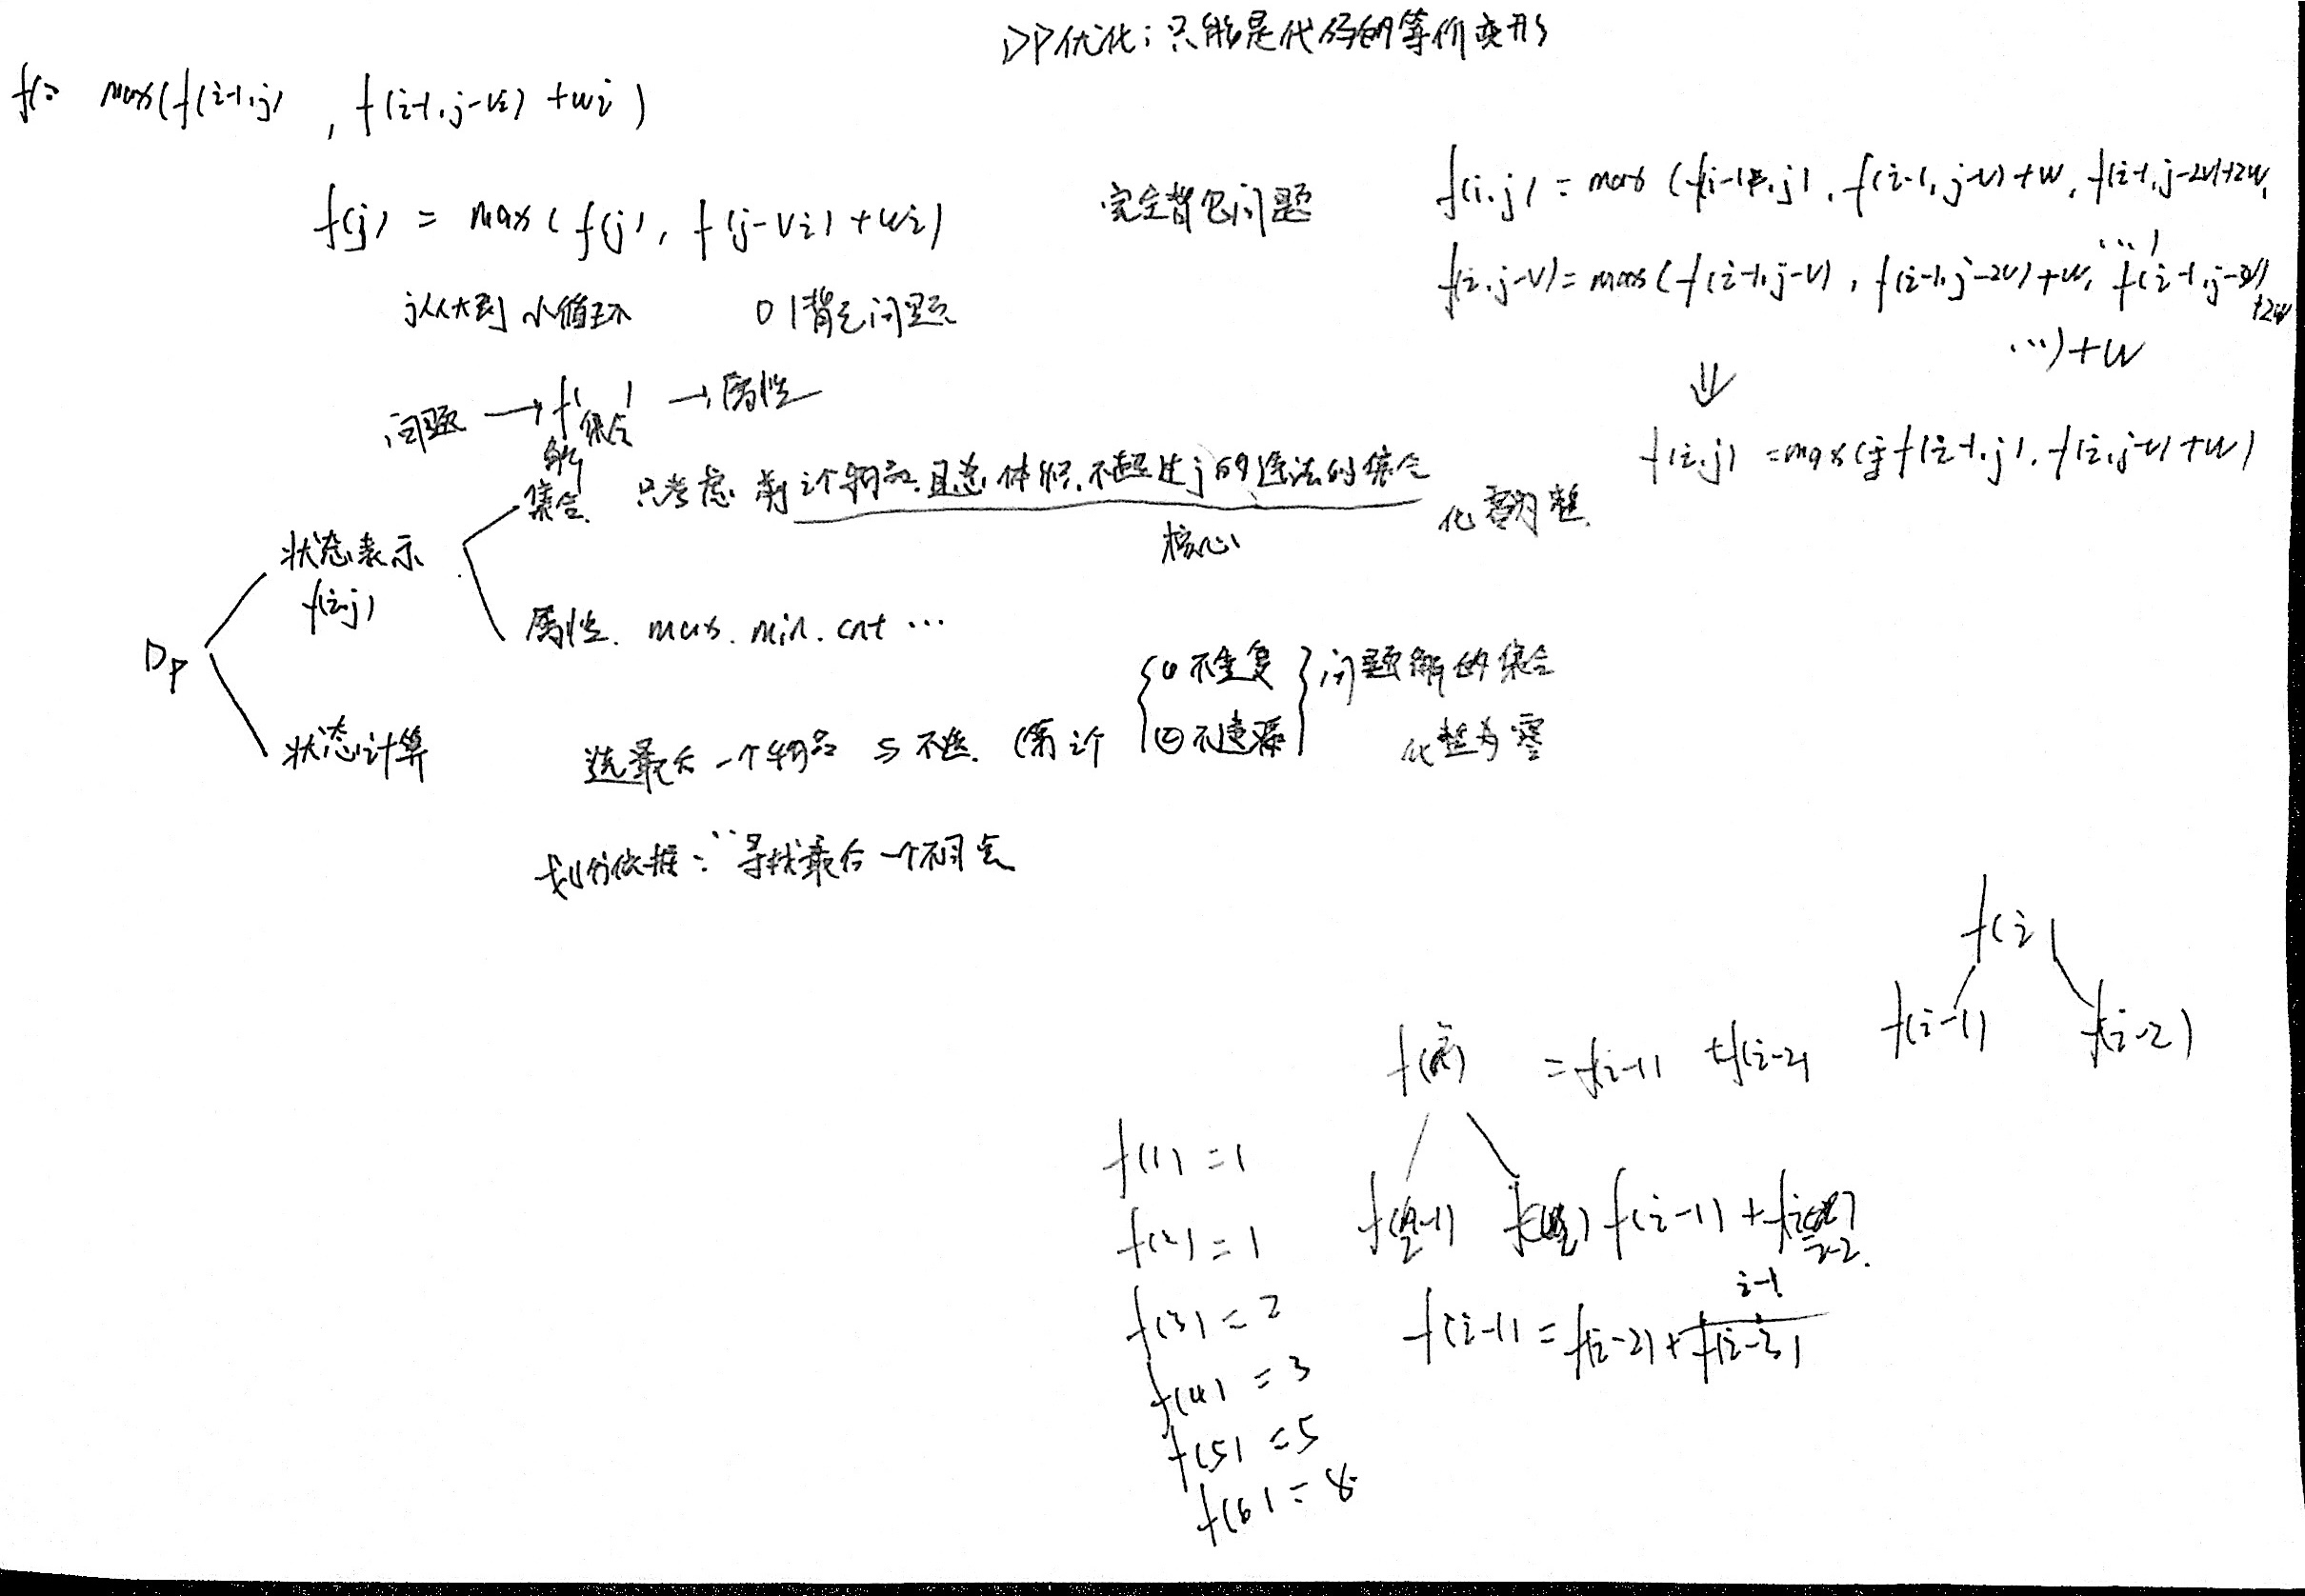 DP优化:只能是代码的等价变形
f(= max(f(i-1,j), f(i-1,j-vi)+wi)
f(j) = max(f(j), f(j-vi)+wi)
j从大到小循环 01背包问题
完全背包问题
f(i,j) = max(f(i-1,j), f(i-1,j-v)+w, f(i-1,j-2v)+2w, ...)
f(i,j-v) = max(f(i-1,j-v), f(i-1,j-2v)+w, f(i-1,j-3v)+2w ...)+w
⇓
f(i,j) = max(f(i-1,j), f(i,j-v)+w)
问题 → f( ) → 属性
集合
解
集合 只考虑前i个物品,且总体积不超过j的选法的集合
核心
化零为整
状态表示
f(i,j)
属性. max. min. cnt ...
DP
状态计算 选最后一个物品与不选. (第i个
{① 不重复
② 不遗漏}
问题解的集合
化整为零
划分依据:"寻找最后一个不同点
f(i)
f(i-1) f(i-2)
= f(i-1) + f(i-2)
f(i-1) +
i-2
f(i-1) = f(i-2) + f(i-3)
i-1
f(1) = 1
f(2) = 1
f(3) = 2
f(4) = 3
f(5) = 5
f(6) = 8